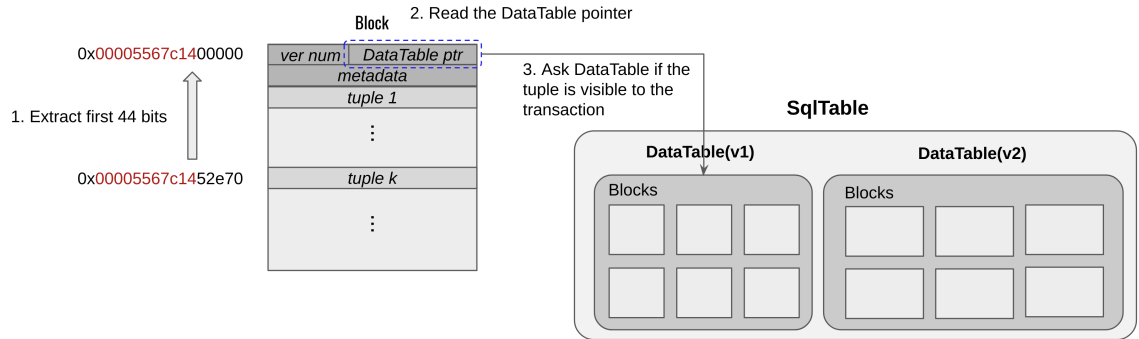 2. Read the DataTable pointer
Block
0x00005567c1400000
ver num
DataTable ptr
metadata
3. Ask DataTable if the
tuple is visible to the
transaction
tuple 1
1. Extract first 44 bits
⋮
SqlTable
DataTable(v1)
DataTable(v2)
0x00005567c1452e70
tuple k
Blocks
Blocks
⋮